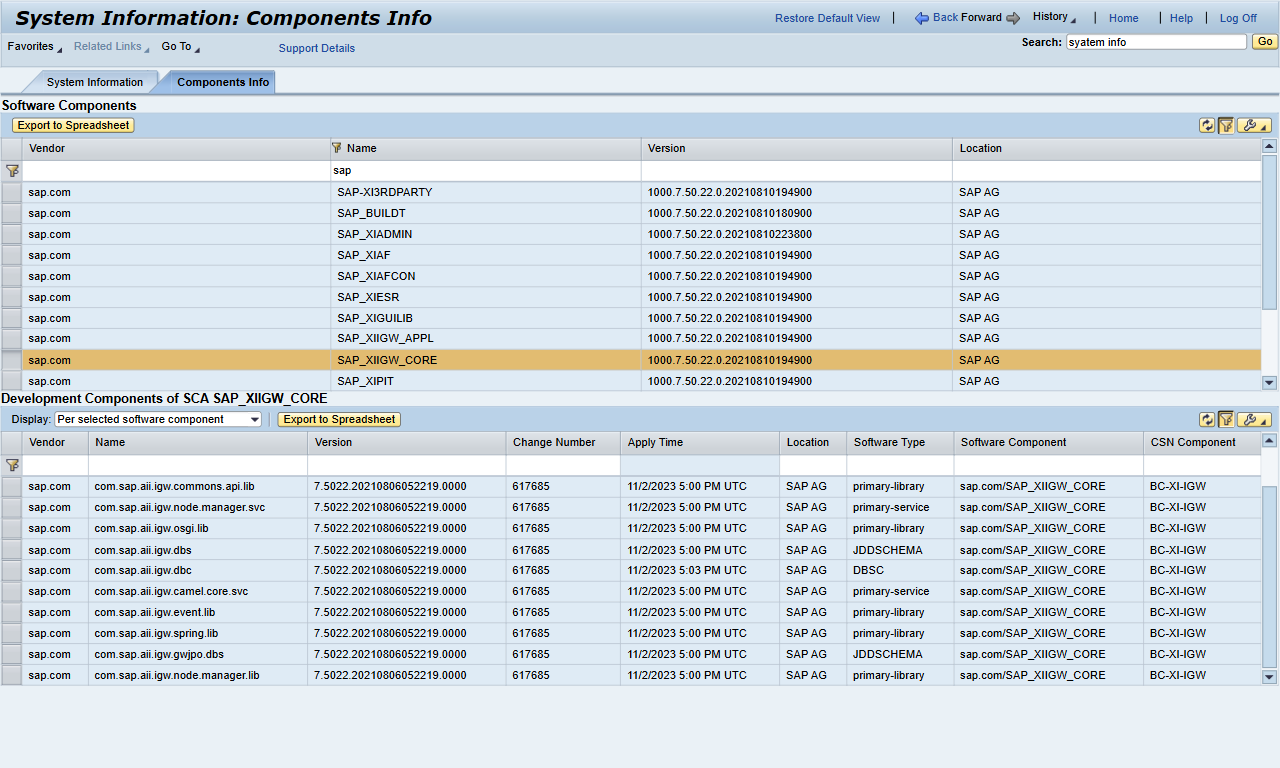 System Information: Components Info
Restore Default View | Back Forward History | Home | Help | Log Off
Favorites Related Links Go To Support Details
Search: syatem info Go
System Information Components Info
Software Components
Export to Spreadsheet
Vendor Name Version Location
sap
sap.com SAP-XI3RDPARTY 1000.7.50.22.0.20210810194900 SAP AG
sap.com SAP_BUILDT 1000.7.50.22.0.20210810180900 SAP AG
sap.com SAP_XIADMIN 1000.7.50.22.0.20210810223800 SAP AG
sap.com SAP_XIAF 1000.7.50.22.0.20210810194900 SAP AG
sap.com SAP_XIAFCON 1000.7.50.22.0.20210810194900 SAP AG
sap.com SAP_XIESR 1000.7.50.22.0.20210810194900 SAP AG
sap.com SAP_XIGUILIB 1000.7.50.22.0.20210810194900 SAP AG
sap.com SAP_XIIGW_APPL 1000.7.50.22.0.20210810194900 SAP AG
sap.com SAP_XIIGW_CORE 1000.7.50.22.0.20210810194900 SAP AG
sap.com SAP_XIPIT 1000.7.50.22.0.20210810194900 SAP AG
Development Components of SCA SAP_XIIGW_CORE
Display: Per selected software component Export to Spreadsheet
Vendor Name Version Change Number Apply Time Location Software Type Software Component CSN Component
sap.com com.sap.aii.igw.commons.api.lib 7.5022.20210806052219.0000 617685 11/2/2023 5:00 PM UTC SAP AG primary-library sap.com/SAP_XIIGW_CORE BC-XI-IGW
sap.com com.sap.aii.igw.node.manager.svc 7.5022.20210806052219.0000 617685 11/2/2023 5:00 PM UTC SAP AG primary-service sap.com/SAP_XIIGW_CORE BC-XI-IGW
sap.com com.sap.aii.igw.osgi.lib 7.5022.20210806052219.0000 617685 11/2/2023 5:00 PM UTC SAP AG primary-library sap.com/SAP_XIIGW_CORE BC-XI-IGW
sap.com com.sap.aii.igw.dbs 7.5022.20210806052219.0000 617685 11/2/2023 5:00 PM UTC SAP AG JDDSCHEMA sap.com/SAP_XIIGW_CORE BC-XI-IGW
sap.com com.sap.aii.igw.dbc 7.5022.20210806052219.0000 617685 11/2/2023 5:03 PM UTC SAP AG DBSC sap.com/SAP_XIIGW_CORE BC-XI-IGW
sap.com com.sap.aii.igw.camel.core.svc 7.5022.20210806052219.0000 617685 11/2/2023 5:00 PM UTC SAP AG primary-service sap.com/SAP_XIIGW_CORE BC-XI-IGW
sap.com com.sap.aii.igw.event.lib 7.5022.20210806052219.0000 617685 11/2/2023 5:00 PM UTC SAP AG primary-library sap.com/SAP_XIIGW_CORE BC-XI-IGW
sap.com com.sap.aii.igw.spring.lib 7.5022.20210806052219.0000 617685 11/2/2023 5:00 PM UTC SAP AG primary-library sap.com/SAP_XIIGW_CORE BC-XI-IGW
sap.com com.sap.aii.igw.gwjpo.dbs 7.5022.20210806052219.0000 617685 11/2/2023 5:00 PM UTC SAP AG JDDSCHEMA sap.com/SAP_XIIGW_CORE BC-XI-IGW
sap.com com.sap.aii.igw.node.manager.lib 7.5022.20210806052219.0000 617685 11/2/2023 5:00 PM UTC SAP AG primary-library sap.com/SAP_XIIGW_CORE BC-XI-IGW